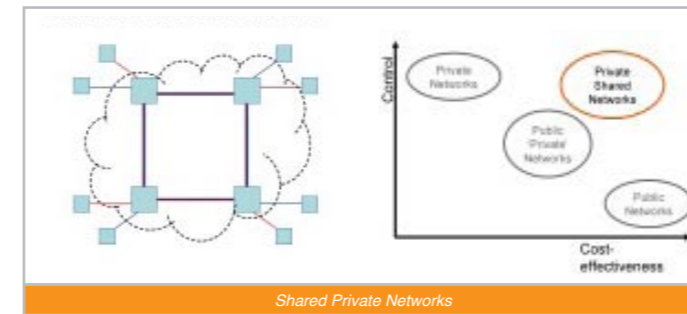 Control
Private
Networks
Private
Shared
Networks
Public
'Private'
Networks
Public
Networks
Cost-
effectiveness
Shared Private Networks